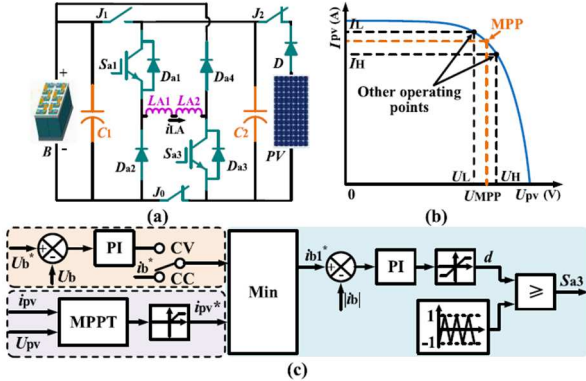 J1
J2
Sa1
Da1
Da4
D
+
B
-
C1
LA1 LA2
iLA
C2
Da2
Sa3
Da3
PV
J0
(a)
Ipv (A)
IL
IH
MPP
Other operating
points
0
UL
UMPP
UH
Upv (V)
(b)
Ub*
Ub
PI
CV
ib*
CC
ipv
Upv
MPPT
ipv*
Min
ib1*
|ib|
PI
d
1
-1
≥
Sa3
(c)